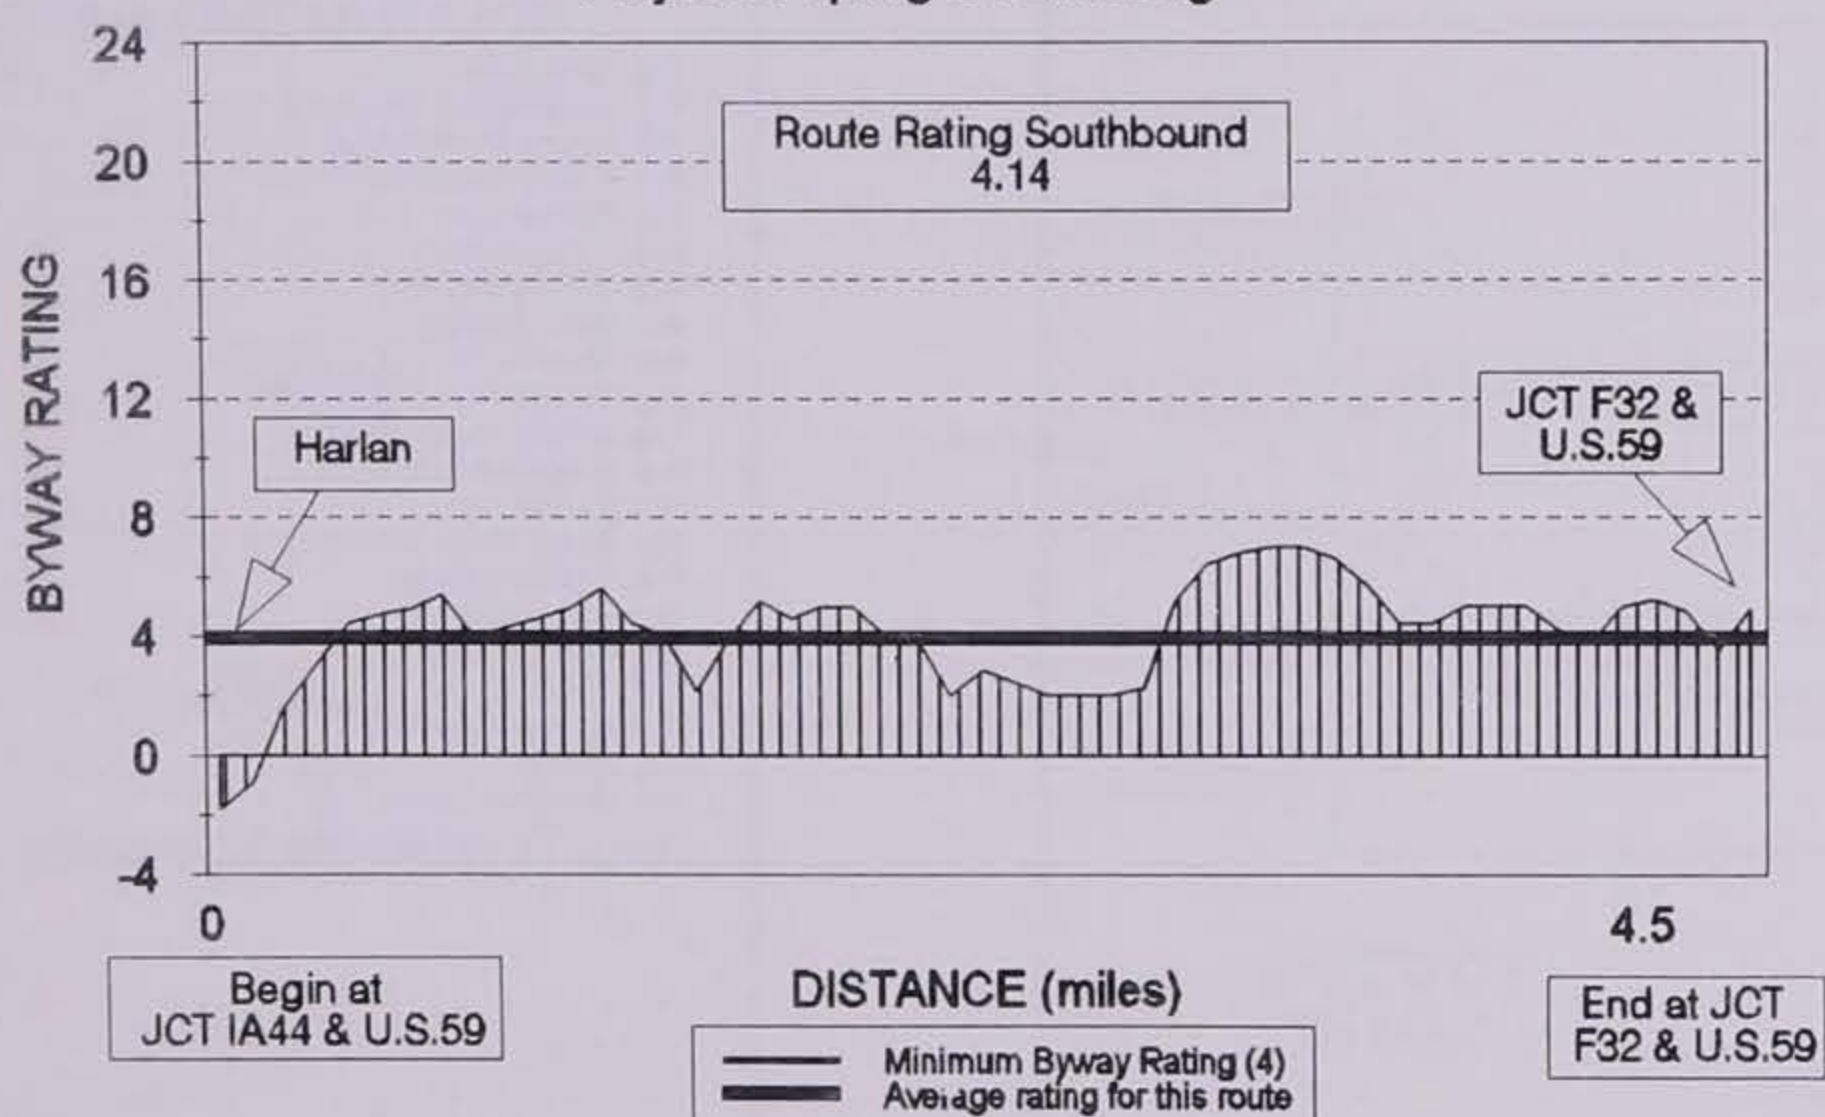 24
Route Rating Southbound
4.14
20
16
12
JCT F32 &
U.S.59
Harlan
8
4
0
-4
BYWAY RATING
0
4.5
Begin at
JCT IA44 & U.S.59
DISTANCE (miles)
End at JCT
F32 & U.S.59
Minimum Byway Rating (4)
Average rating for this route